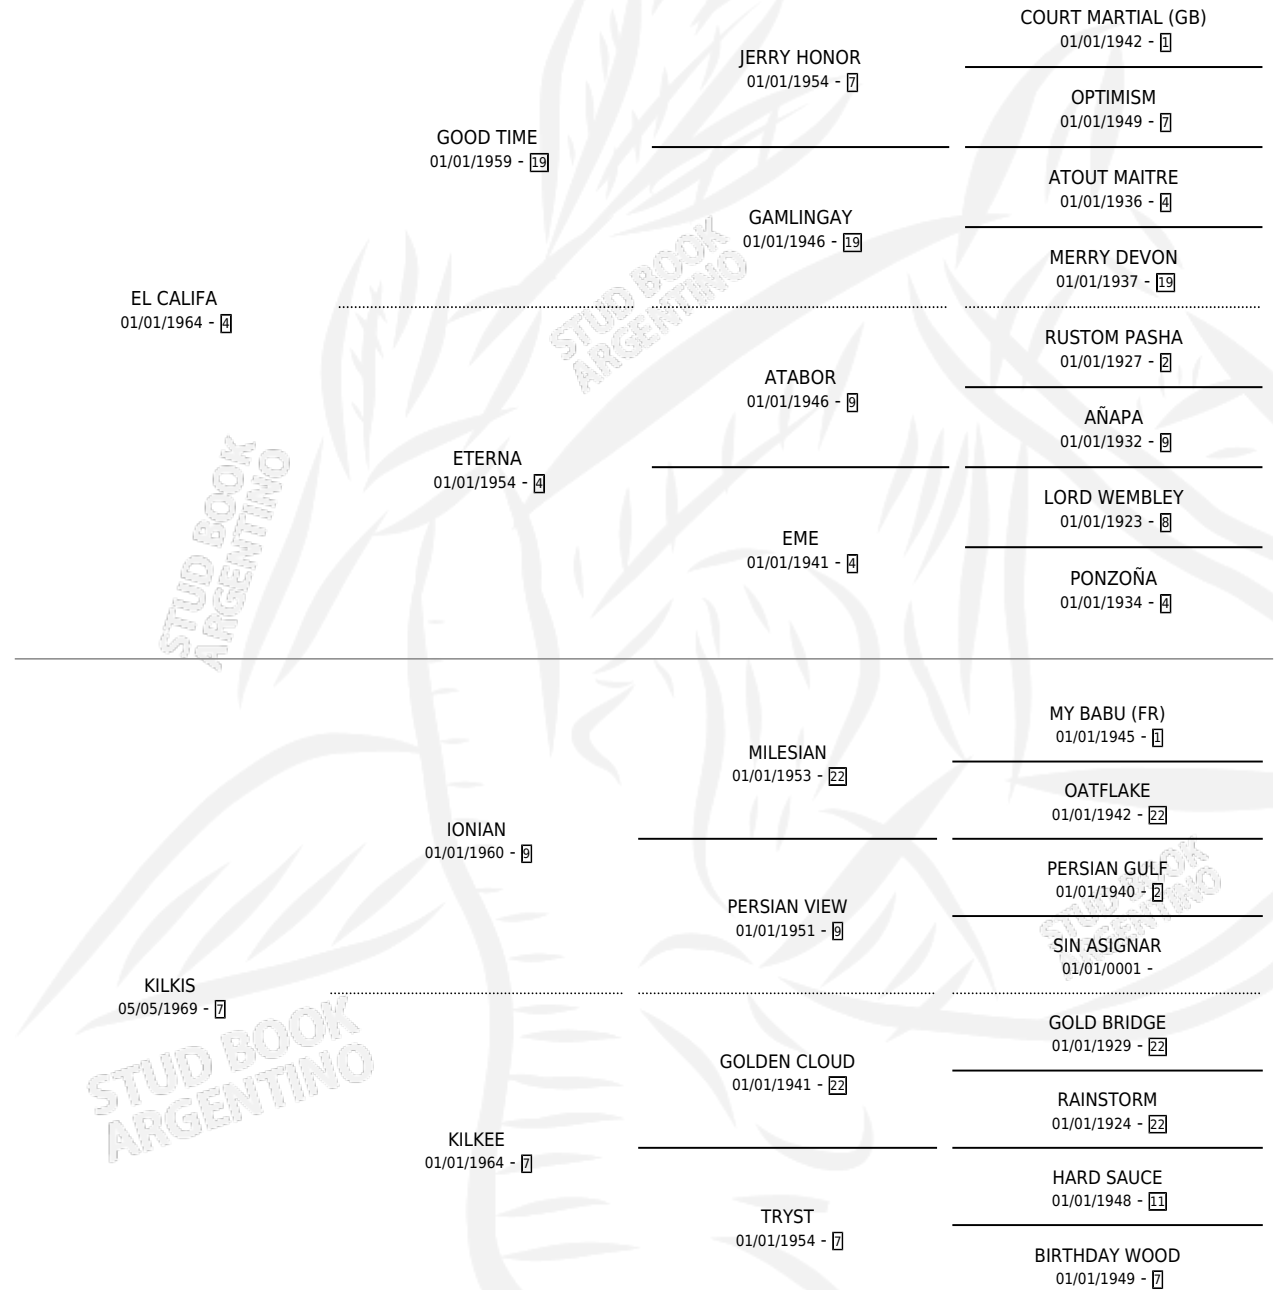 COURT MARTIAL (GB)
01/01/1942 - 1
JERRY HONOR
01/01/1954 - 7
OPTIMISM
01/01/1949 - 7
GOOD TIME
01/01/1959 - 19
ATOUT MAITRE
01/01/1936 - 4
GAMLINGAY
01/01/1946 - 19
MERRY DEVON
01/01/1937 - 19
EL CALIFA
01/01/1964 - 4
STUD BOOK
ARGENTINO
RUSTOM PASHA
01/01/1927 - 2
ATABOR
01/01/1946 - 9
AÑAPA
01/01/1932 - 9
ETERNA
01/01/1954 - 4
LORD WEMBLEY
01/01/1923 - 8
EME
01/01/1941 - 4
PONZOÑA
01/01/1934 - 4
STUD BOOK
ARGENTINO
MY BABU (FR)
01/01/1945 - 1
MILESIAN
01/01/1953 - 22
OATFLAKE
01/01/1942 - 22
IONIAN
01/01/1960 - 9
PERSIAN GULF
01/01/1940 - 2
PERSIAN VIEW
01/01/1951 - 9
STUD BOOK
ARGENTINO
SIN ASIGNAR
01/01/0001 -
KILKIS
05/05/1969 - 7
STUD BOOK
ARGENTINO
GOLD BRIDGE
01/01/1929 - 22
GOLDEN CLOUD
01/01/1941 - 22
RAINSTORM
01/01/1924 - 22
KILKEE
01/01/1964 - 7
HARD SAUCE
01/01/1948 - 11
TRYST
01/01/1954 - 7
BIRTHDAY WOOD
01/01/1949 - 7